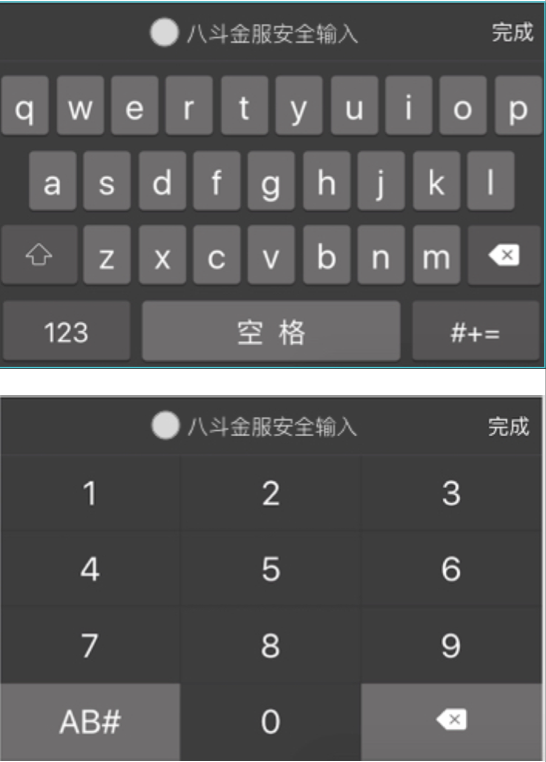 八斗金服安全输入 完成
q w e r t y u i o p
a s d f g h j k l
z x c v b n m
123 空格 #+=
八斗金服安全输入 完成
1 2 3
4 5 6
7 8 9
AB# 0